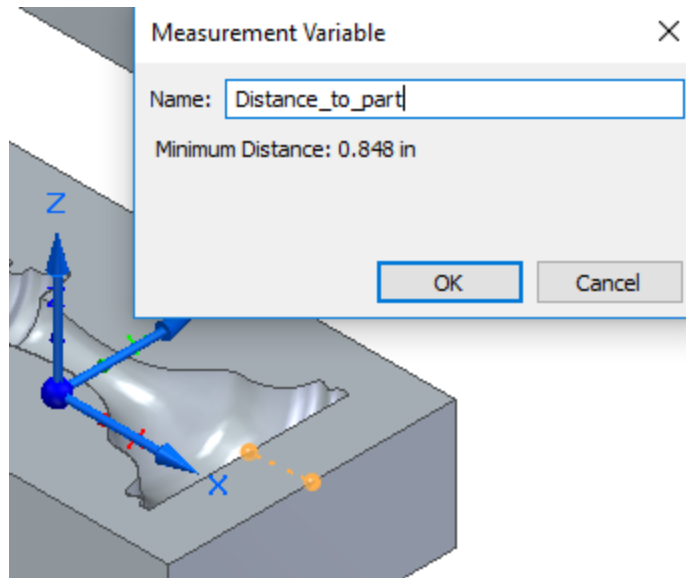 Measurement Variable
Name: Distance_to_part
Minimum Distance: 0.848 in
OK Cancel
Z
X